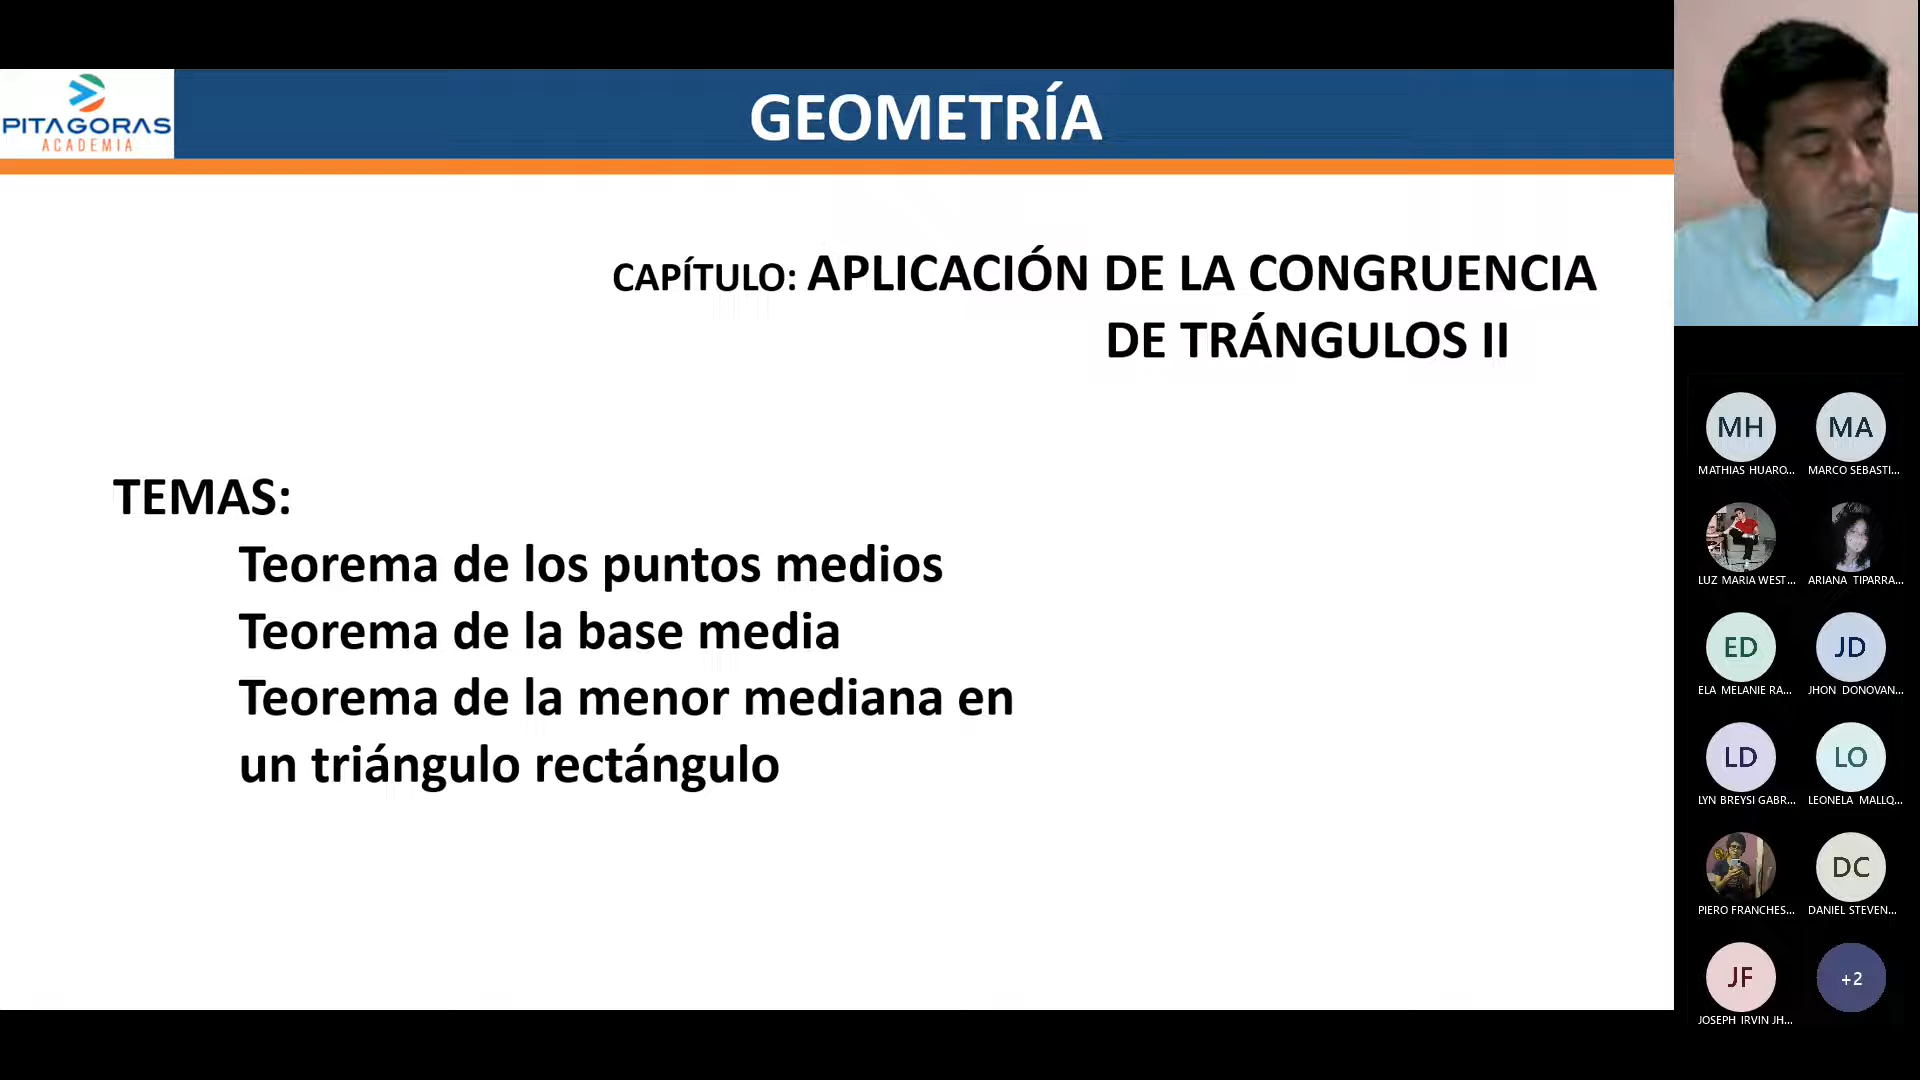 PITAGORAS
ACADEMIA
GEOMETRÍA
CAPÍTULO: APLICACIÓN DE LA CONGRUENCIA
DE TRÁNGULOS II
TEMAS:
Teorema de los puntos medios
Teorema de la base media
Teorema de la menor mediana en
un triángulo rectángulo
MH MA
MATHIAS HUARO... MARCO SEBASTI...
LUZ MARIA WEST... ARIANA TIPARRA...
ED JD
ELA MELANIE RA... JHON DONOVAN...
LD LO
LYN BREYSI GABR... LEONELA MALLQ...
DC
PIERO FRANCHES... DANIEL STEVEN...
JF +2
JOSEPH IRVIN JH...